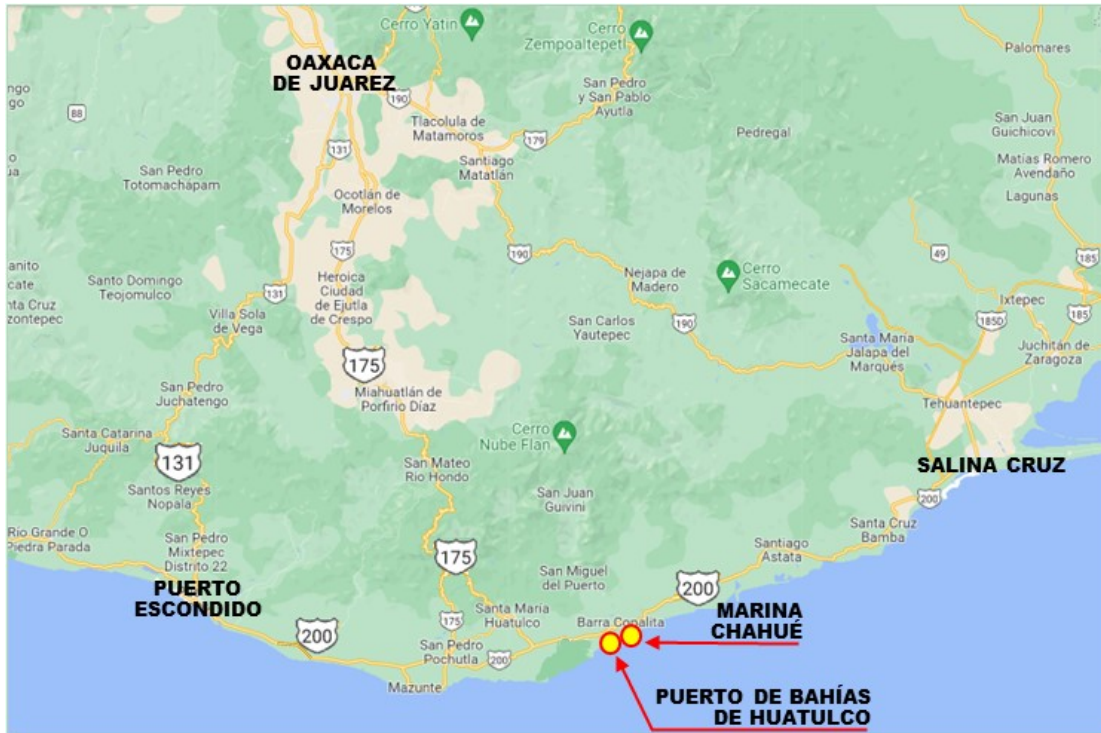 Cerro Yatin
Cerro
Zempoaltepetl
Palomares
OAXACA
DE JUAREZ
San Pedro
y San Pablo
Ayutla
190
88
Tlacolula de
Matamoros
179
Pedregal
San Juan
Guichicovi
131
Santiago
Matatlán
Matías Romero
Avendaño
San Pedro
Totomachapam
Ocotlán de
Morelos
Lagunas
175
190
49
185
Santo Domingo
Teojomulco
131
Heroica
Ciudad
de Ejutla
de Crespo
Nejapa de
Madero
Cerro
Sacamecate
Ixtepec
Villa Sola
de Vega
San Carlos
Yautepec
190
185D
185
Santa María
Jalapa del
Marqués
Juchitán de
Zaragoza
175
San Pedro
Juchatengo
Miahuatlán de
Porfirio Díaz
Tehuantepec
Santa Catarina
Juquila
Cerro
Nube Flan
131
San Mateo
Rio Hondo
SALINA CRUZ
Santos Reyes
Nopala
San Juan
Guivini
200
Río Grande O
Piedra Parada
San Pedro
Mixtepec
Distrito 22
175
Santa Cruz
Bamba
Santiago
Astata
PUERTO
ESCONDIDO
San Miguel
del Puerto
200
200
175
Santa María
Huatulco
Barra Copalita
MARINA
CHAHUÉ
San Pedro
Pochutla
200
Mazunte
PUERTO DE BAHÍAS
DE HUATULCO